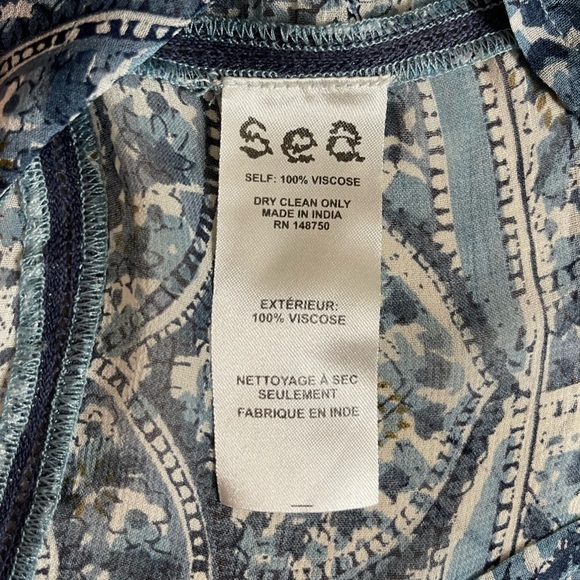 sea
SELF: 100% VISCOSE
DRY CLEAN ONLY
MADE IN INDIA
RN 148750
EXTÉRIEUR:
100% VISCOSE
NETTOYAGE À SEC
SEULEMENT
FABRIQUE EN INDE